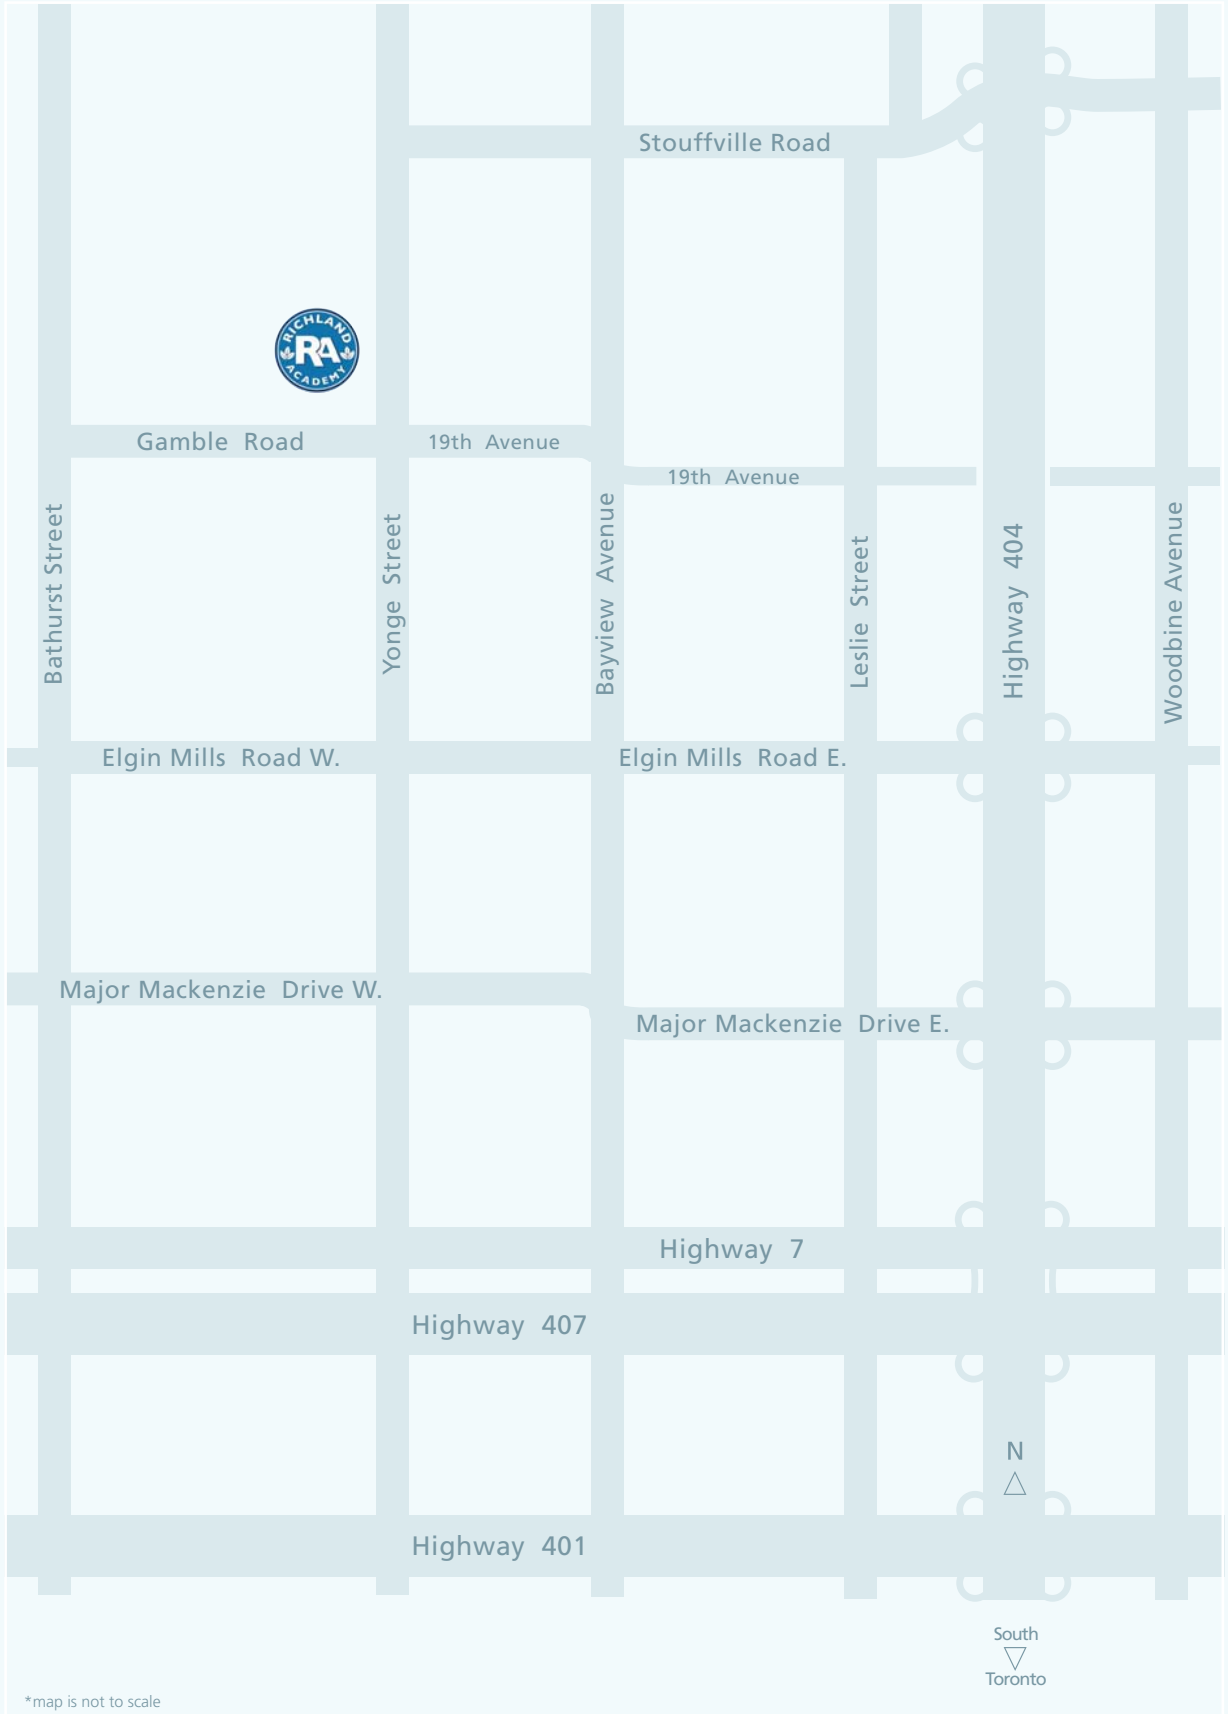 Stouffville Road
RICHLAND
RA
ACADEMY
Gamble Road
19th Avenue
19th Avenue
Bathurst Street
Yonge Street
Bayview Avenue
Leslie Street
Highway 404
Woodbine Avenue
Elgin Mills Road W.
Elgin Mills Road E.
Major Mackenzie Drive W.
Major Mackenzie Drive E.
Highway 7
Highway 407
N
Highway 401
South
Toronto
*map is not to scale